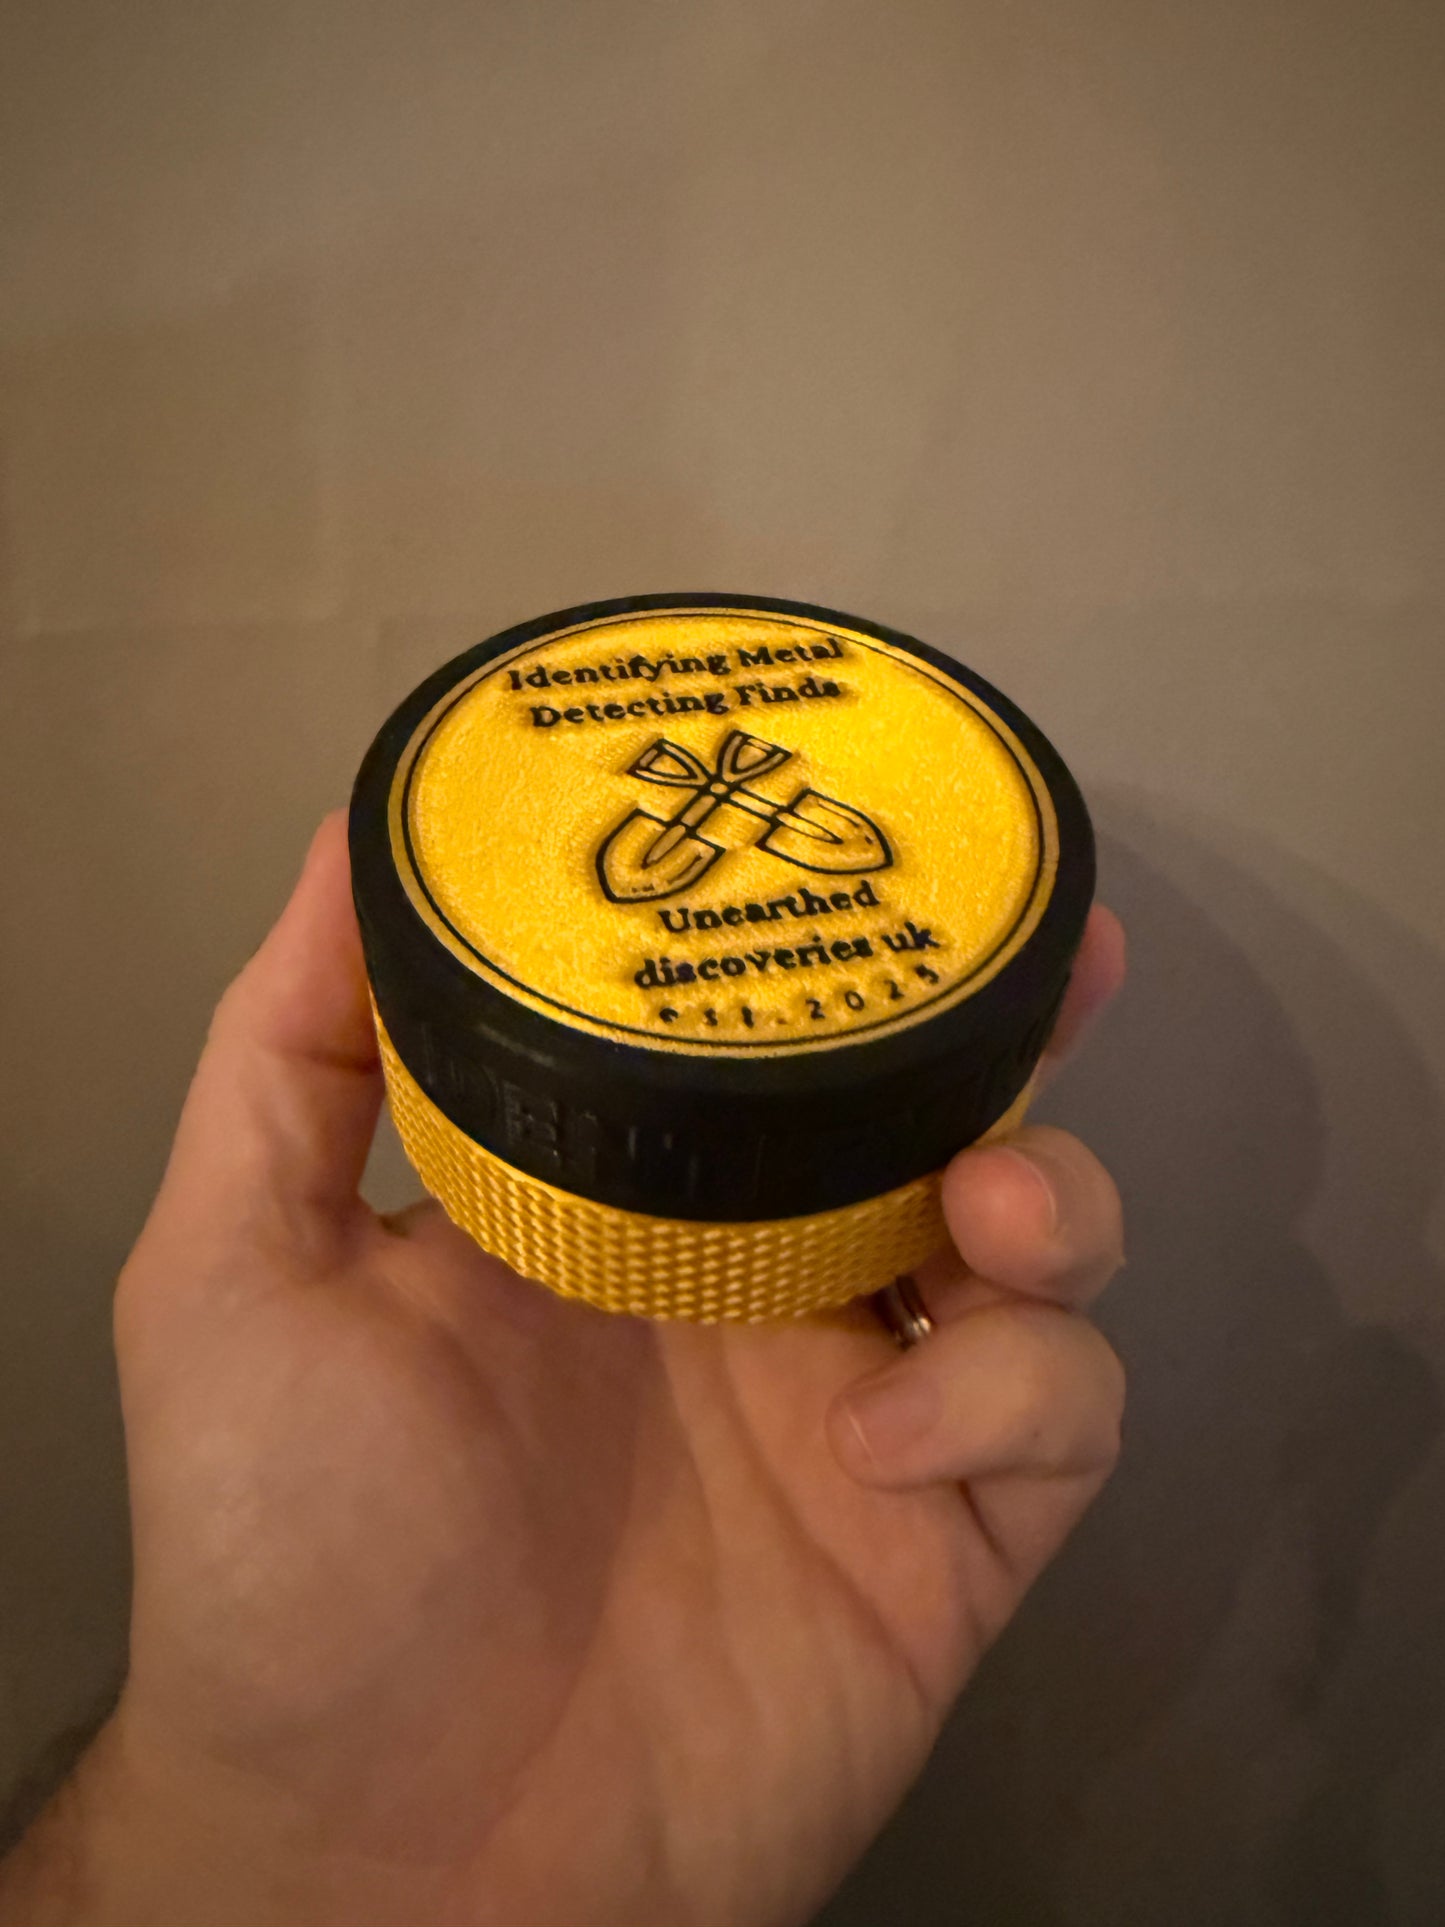 Identifying Metal
Detecting Finds
Unearthed
discoveries uk
est.2025